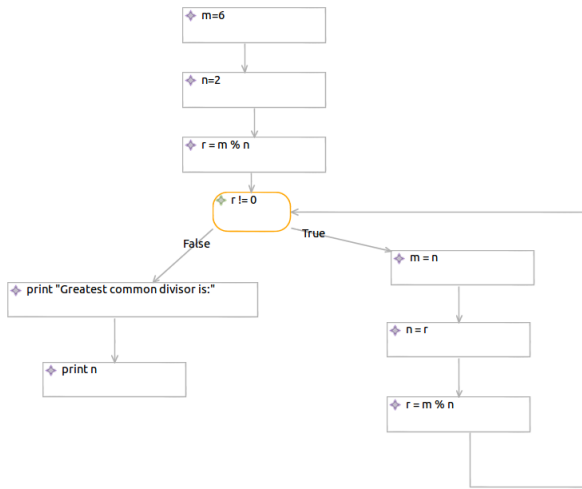 m=6
n=2
r = m % n
r != 0
False
True
m = n
print "Greatest common divisor is:"
n = r
print n
r = m % n